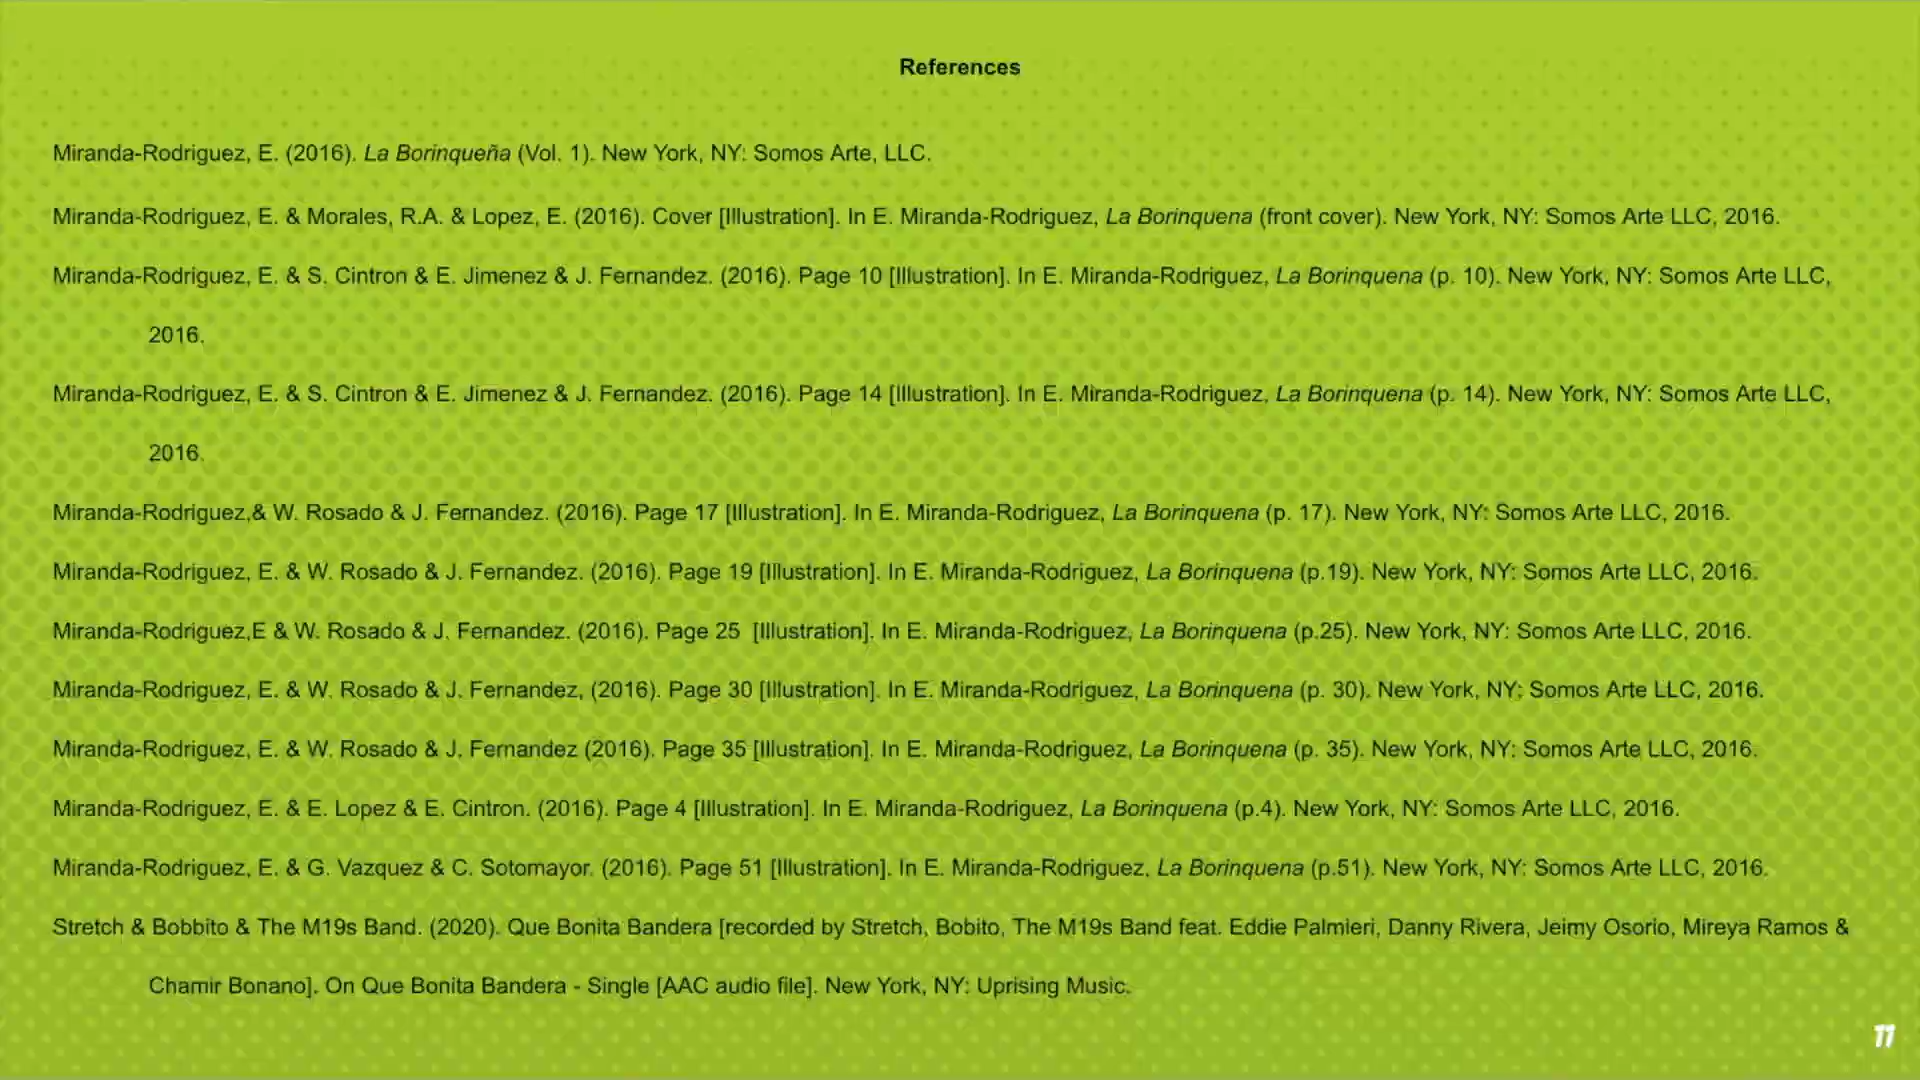 References
Miranda-Rodriguez, E. (2016). La Borinqueña (Vol. 1). New York, NY: Somos Arte, LLC.
Miranda-Rodriguez, E. & Morales, R.A. & Lopez, E. (2016). Cover [Illustration]. In E. Miranda-Rodriguez, La Borinquena (front cover). New York, NY: Somos Arte LLC, 2016.
Miranda-Rodriguez, E. & S. Cintron & E. Jimenez & J. Fernandez. (2016). Page 10 [Illustration]. In E. Miranda-Rodriguez, La Borinquena (p. 10). New York, NY: Somos Arte LLC,
2016.
Miranda-Rodriguez, E. & S. Cintron & E. Jimenez & J. Fernandez. (2016). Page 14 [Illustration]. In E. Miranda-Rodriguez, La Borinquena (p. 14). New York, NY: Somos Arte LLC,
2016.
Miranda-Rodriguez,& W. Rosado & J. Fernandez. (2016). Page 17 [Illustration]. In E. Miranda-Rodriguez, La Borinquena (p. 17). New York, NY: Somos Arte LLC, 2016.
Miranda-Rodriguez, E. & W. Rosado & J. Fernandez. (2016). Page 19 [Illustration]. In E. Miranda-Rodriguez, La Borinquena (p.19). New York, NY: Somos Arte LLC, 2016.
Miranda-Rodriguez,E & W. Rosado & J. Fernandez. (2016). Page 25 [Illustration]. In E. Miranda-Rodriguez, La Borinquena (p.25). New York, NY: Somos Arte LLC, 2016.
Miranda-Rodriguez, E. & W. Rosado & J. Fernandez, (2016). Page 30 [Illustration]. In E. Miranda-Rodriguez, La Borinquena (p. 30). New York, NY: Somos Arte LLC, 2016.
Miranda-Rodriguez, E. & W. Rosado & J. Fernandez (2016). Page 35 [Illustration]. In E. Miranda-Rodriguez, La Borinquena (p. 35). New York, NY: Somos Arte LLC, 2016.
Miranda-Rodriguez, E. & E. Lopez & E. Cintron. (2016). Page 4 [Illustration]. In E. Miranda-Rodriguez, La Borinquena (p.4). New York, NY: Somos Arte LLC, 2016.
Miranda-Rodriguez, E. & G. Vazquez & C. Sotomayor. (2016). Page 51 [Illustration]. In E. Miranda-Rodriguez, La Borinquena (p.51). New York, NY: Somos Arte LLC, 2016.
Stretch & Bobbito & The M19s Band. (2020). Que Bonita Bandera [recorded by Stretch, Bobito, The M19s Band feat. Eddie Palmieri, Danny Rivera, Jeimy Osorio, Mireya Ramos &
Chamir Bonano]. On Que Bonita Bandera - Single [AAC audio file]. New York, NY: Uprising Music.
11